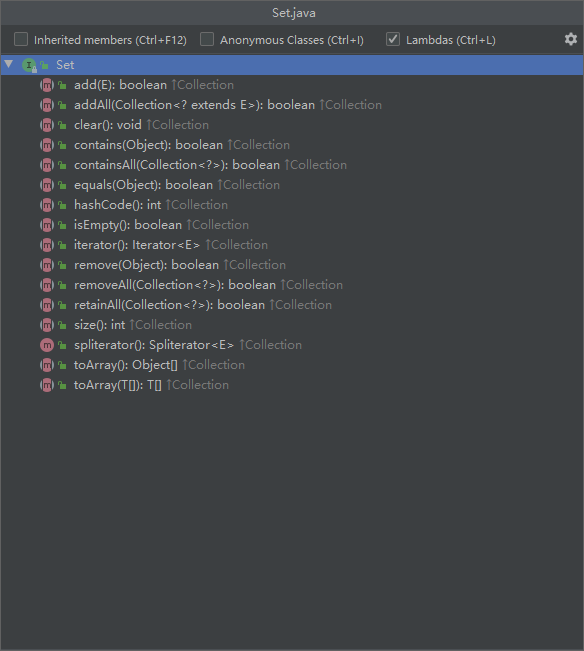 Set.java
Inherited members (Ctrl+F12) Anonymous Classes (Ctrl+I) Lambdas (Ctrl+L)
I Set
m add(E): boolean ↑Collection
m addAll(Collection<? extends E>): boolean ↑Collection
m clear(): void ↑Collection
m contains(Object): boolean ↑Collection
m containsAll(Collection<?>): boolean ↑Collection
m equals(Object): boolean ↑Collection
m hashCode(): int ↑Collection
m isEmpty(): boolean ↑Collection
m iterator(): Iterator<E> ↑Collection
m remove(Object): boolean ↑Collection
m removeAll(Collection<?>): boolean ↑Collection
m retainAll(Collection<?>): boolean ↑Collection
m size(): int ↑Collection
m spliterator(): Spliterator<E> ↑Collection
m toArray(): Object[] ↑Collection
m toArray(T[]): T[] ↑Collection